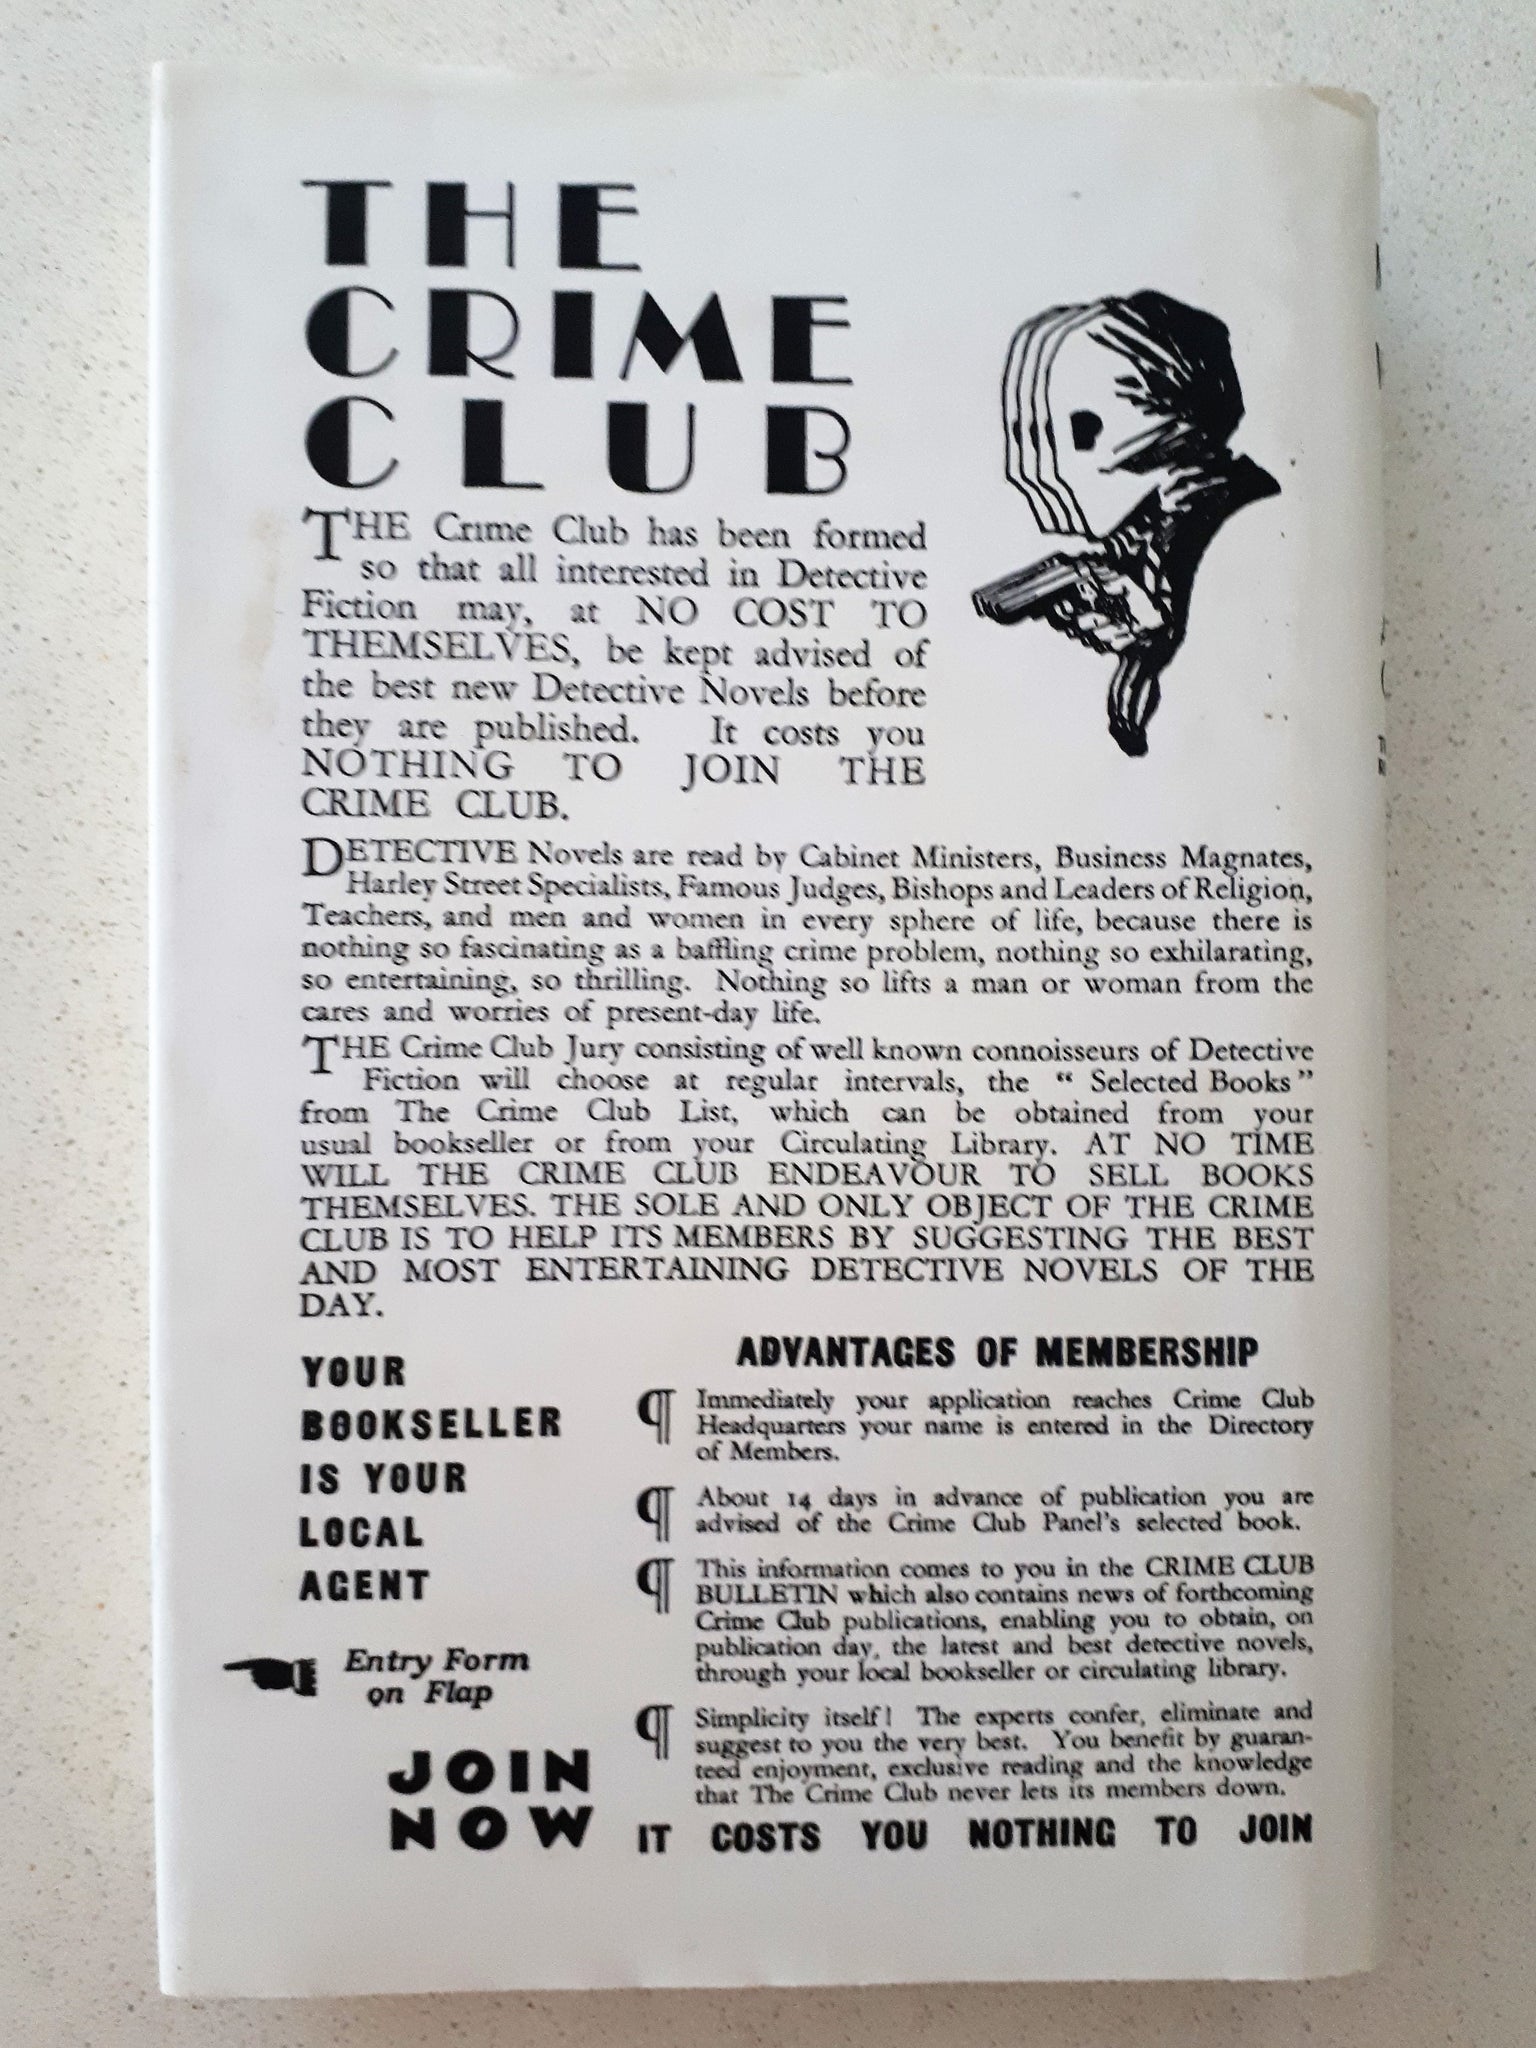 THE
CRIME
CLUB
THE Crime Club has been formed
so that all interested in Detective
Fiction may, at NO COST TO
THEMSELVES, be kept advised of
the best new Detective Novels before
they are published. It costs you
NOTHING TO JOIN THE
CRIME CLUB.
DETECTIVE Novels are read by Cabinet Ministers, Business Magnates,
Harley Street Specialists, Famous Judges, Bishops and Leaders of Religion,
Teachers, and men and women in every sphere of life, because there is
nothing so fascinating as a baffling crime problem, nothing so exhilarating,
so entertaining, so thrilling. Nothing so lifts a man or woman from the
cares and worries of present-day life.
THE Crime Club Jury consisting of well known connoisseurs of Detective
Fiction will choose at regular intervals, the “ Selected Books ”
from The Crime Club List, which can be obtained from your
usual bookseller or from your Circulating Library. AT NO TIME
WILL THE CRIME CLUB ENDEAVOUR TO SELL BOOKS
THEMSELVES. THE SOLE AND ONLY OBJECT OF THE CRIME
CLUB IS TO HELP ITS MEMBERS BY SUGGESTING THE BEST
AND MOST ENTERTAINING DETECTIVE NOVELS OF THE
DAY.
YOUR
BOOKSELLER
IS YOUR
LOCAL
AGENT
Entry Form
on Flap
JOIN
NOW
ADVANTAGES OF MEMBERSHIP
¶ Immediately your application reaches Crime Club
Headquarters your name is entered in the Directory
of Members.
¶ About 14 days in advance of publication you are
advised of the Crime Club Panel's selected book.
¶ This information comes to you in the CRIME CLUB
BULLETIN which also contains news of forthcoming
Crime Club publications, enabling you to obtain, on
publication day, the latest and best detective novels,
through your local bookseller or circulating library.
¶ Simplicity itself! The experts confer, eliminate and
suggest to you the very best. You benefit by guaran-
teed enjoyment, exclusive reading and the knowledge
that The Crime Club never lets its members down.
IT COSTS YOU NOTHING TO JOIN